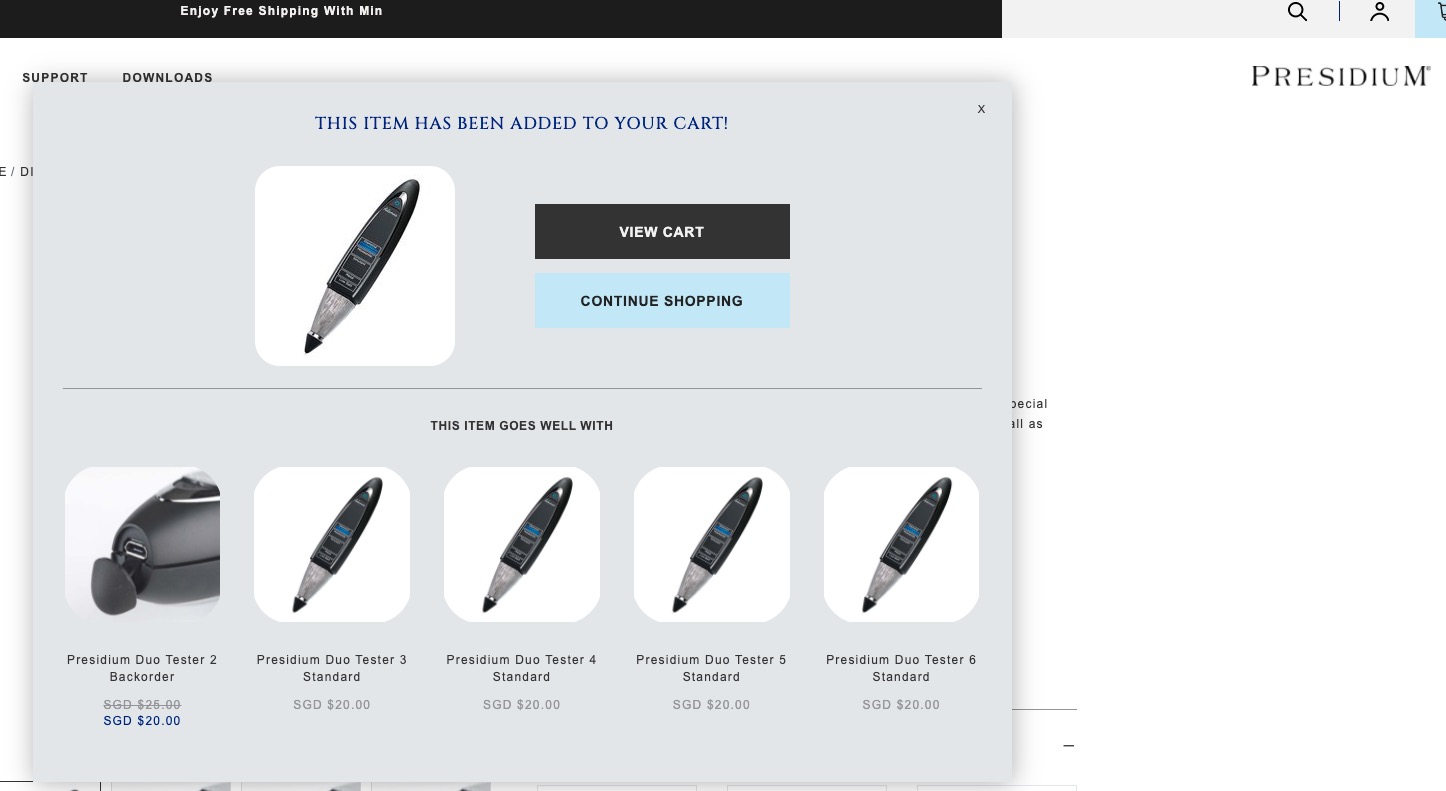 Enjoy Free Shipping With Min
SUPPORT DOWNLOADS
PRESIDIUM®
X
THIS ITEM HAS BEEN ADDED TO YOUR CART!
E / DI
VIEW CART
CONTINUE SHOPPING
THIS ITEM GOES WELL WITH
pecial
all as
Presidium Duo Tester 2
Backorder
SGD $25.00
SGD $20.00
Presidium Duo Tester 3
Standard
SGD $20.00
Presidium Duo Tester 4
Standard
SGD $20.00
Presidium Duo Tester 5
Standard
SGD $20.00
Presidium Duo Tester 6
Standard
SGD $20.00